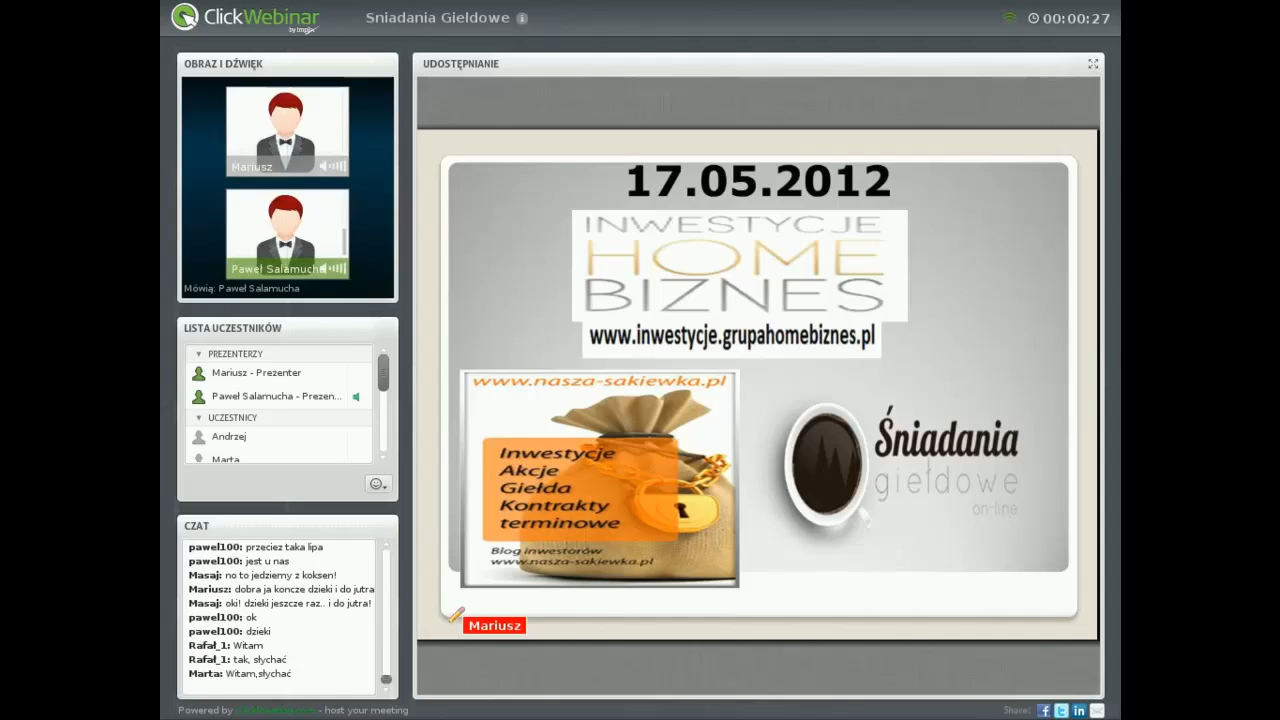 ClickWebinar
by implix
Sniadania Gieldowe
00:00:27
OBRAZ I DŹWIĘK
Mariusz
Paweł Salamucha
Mówią: Paweł Salamucha
LISTA UCZESTNIKÓW
PREZENTERZY
Mariusz - Prezenter
Paweł Salamucha - Prezen...
UCZESTNICY
Andrzej
Marta
CZAT
pawel100: przeciez taka lipa
pawel100: jest u nas
Masaj: no to jedziemy z koksen!
Mariusz: dobra ja koncze dzieki i do jutra
Masaj: oki! dzieki jeszcze raz.. i do jutra!
pawel100: ok
pawel100: dzieki
Rafał_1: Witam
Rafał_1: tak, słychać
Marta: Witam,słychać
UDOSTĘPNIANIE
17.05.2012
INWESTYCJE
HOME
BIZNES
www.inwestycje.grupahomebiznes.pl
www.nasza-sakiewka.pl
Inwestycje
Akcje
Giełda
Kontrakty
terminowe
Blog inwestorów
www.nasza-sakiewka.pl
Śniadania
giełdowe
on-line
Mariusz
Powered by ClickWebinar.com - host your meeting
Share: